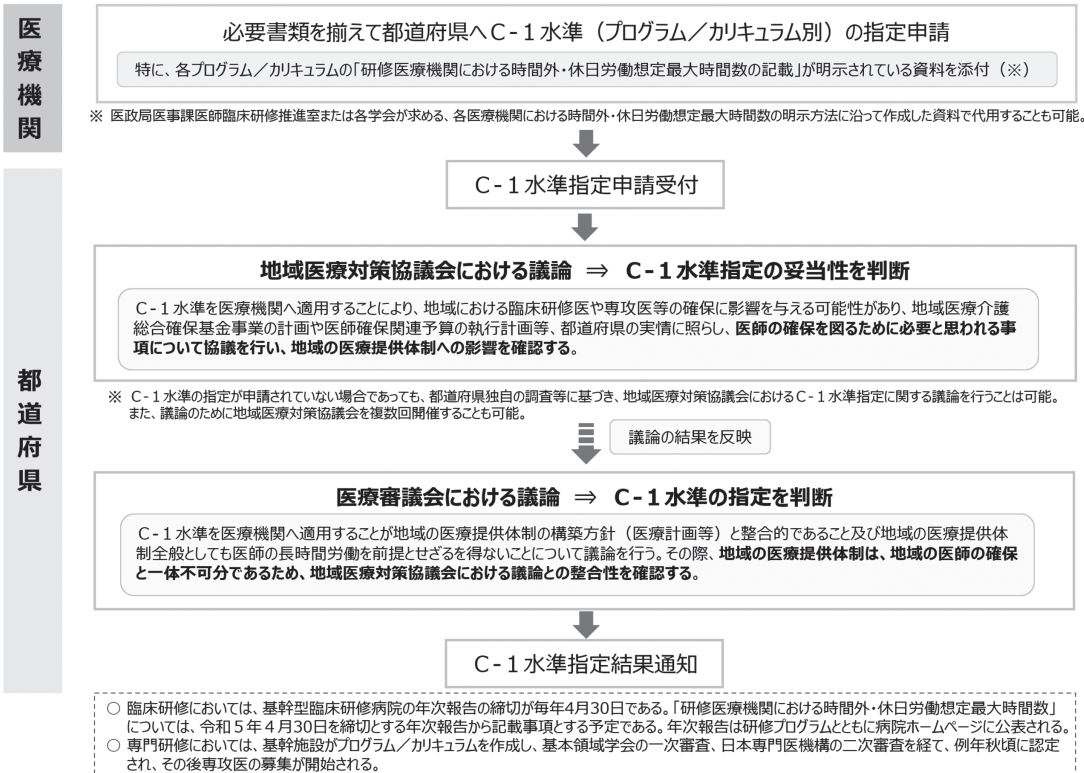 医療機関
必要書類を揃えて都道府県へC-1水準（プログラム／カリキュラム別）の指定申請
特に、各プログラム／カリキュラムの「研修医療機関における時間外・休日労働想定最大時間数の記載」が明示されている資料を添付（※）
※ 医政局医事課医師臨床研修推進室または各学会が求める、各医療機関における時間外・休日労働想定最大時間数の明示方法に沿って作成した資料で代用することも可能。
都道府県
C-1水準指定申請受付
地域医療対策協議会における議論 ⇒ C-1水準指定の妥当性を判断
C-1水準を医療機関へ適用することにより、地域における臨床研修医や専攻医等の確保に影響を与える可能性があり、地域医療介護
総合確保基金事業の計画や医師確保関連予算の執行計画等、都道府県の実情に照らし、医師の確保を図るために必要と思われる事
項について協議を行い、地域の医療提供体制への影響を確認する。
※ C-1水準の指定が申請されていない場合であっても、都道府県独自の調査等に基づき、地域医療対策協議会におけるC-1水準指定に関する議論を行うことは可能。
また、議論のために地域医療対策協議会を複数回開催することも可能。
議論の結果を反映
医療審議会における議論 ⇒ C-1水準の指定を判断
C-1水準を医療機関へ適用することが地域の医療提供体制の構築方針（医療計画等）と整合的であること及び地域の医療提供体
制全般としても医師の長時間労働を前提とせざるを得ないことについて議論を行う。その際、地域の医療提供体制は、地域の医師の確保
と一体不可分であるため、地域医療対策協議会における議論との整合性を確認する。
C-1水準指定結果通知
○ 臨床研修においては、基幹型臨床研修病院の年次報告の締切が毎年4月30日である。「研修医療機関における時間外・休日労働想定最大時間数」
については、令和５年４月30日を締切とする年次報告から記載事項とする予定である。年次報告は研修プログラムとともに病院ホームページに公表される。
○ 専門研修においては、基幹施設がプログラム／カリキュラムを作成し、基本領域学会の一次審査、日本専門医機構の二次審査を経て、例年秋頃に認定
され、その後専攻医の募集が開始される。